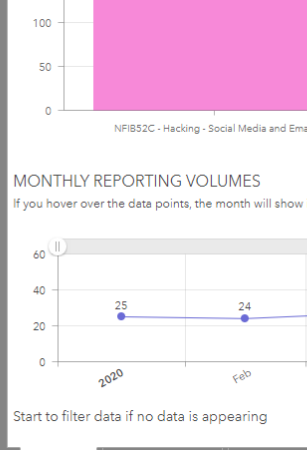 100
50
0
NFIB52C - Hacking - Social Media and Ema
MONTHLY REPORTING VOLUMES
If you hover over the data points, the month will show
60
40
20
0
25
24
2020
Feb
Start to filter data if no data is appearing